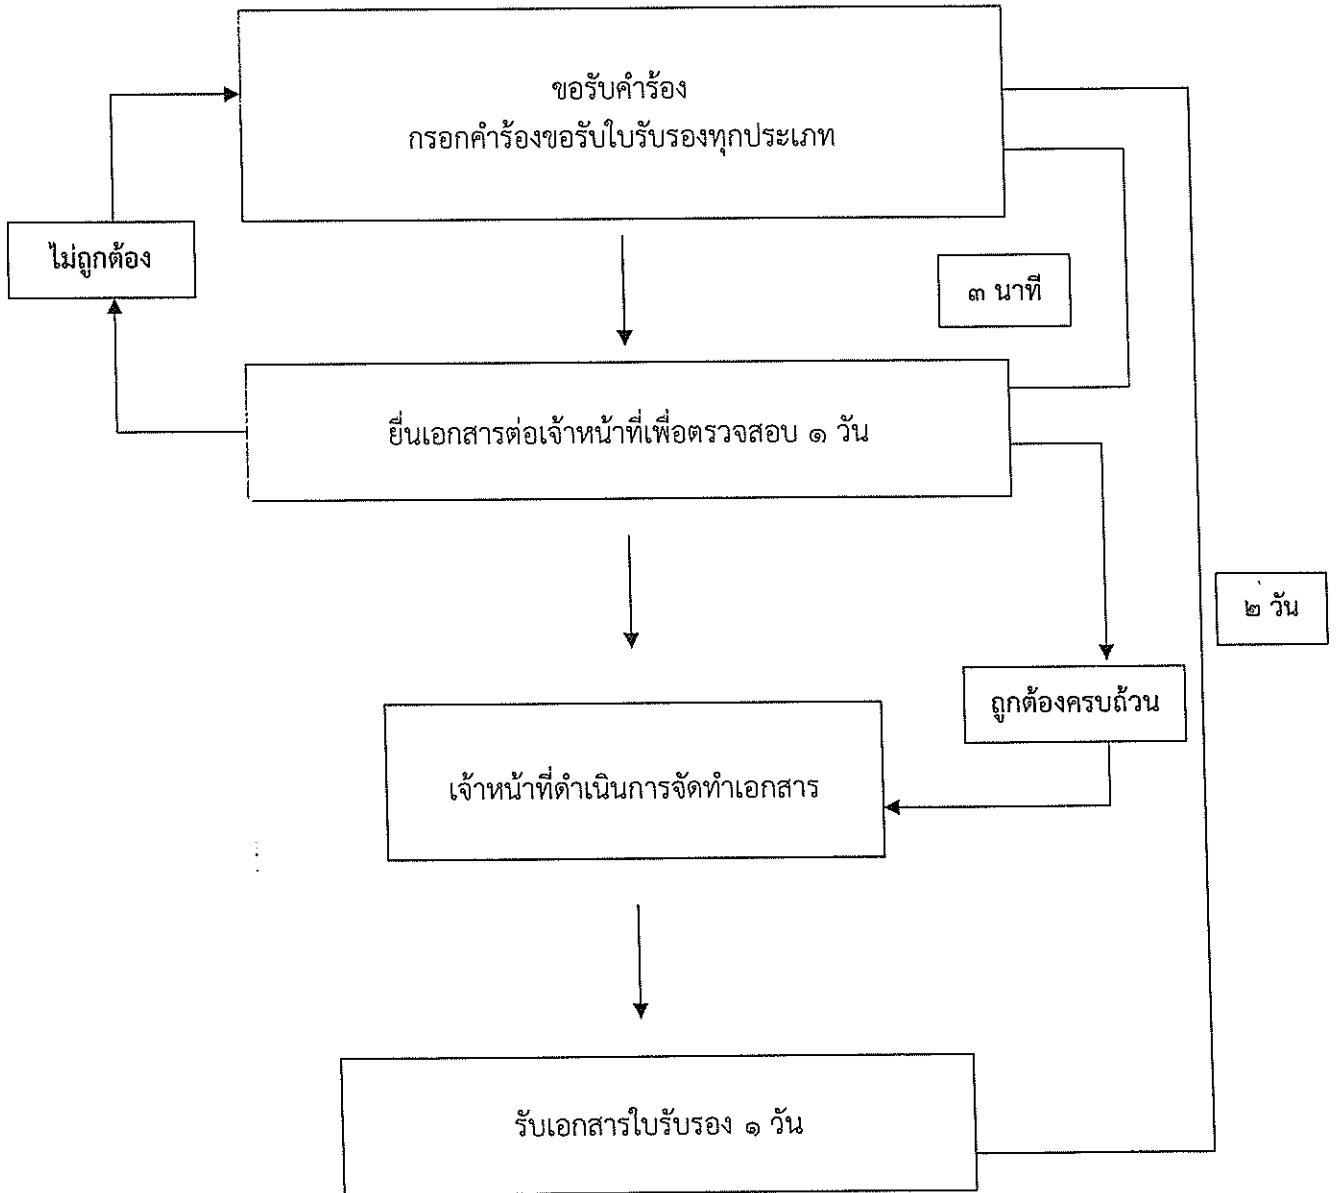 ขอรับคำร้อง
กรอกคำร้องขอรับใบรับรองทุกประเภท
ไม่ถูกต้อง
๓ นาที
ยื่นเอกสารต่อเจ้าหน้าที่เพื่อตรวจสอบ ๑ วัน
๒ วัน
ถูกต้องครบถ้วน
เจ้าหน้าที่ดำเนินการจัดทำเอกสาร
รับเอกสารใบรับรอง ๑ วัน